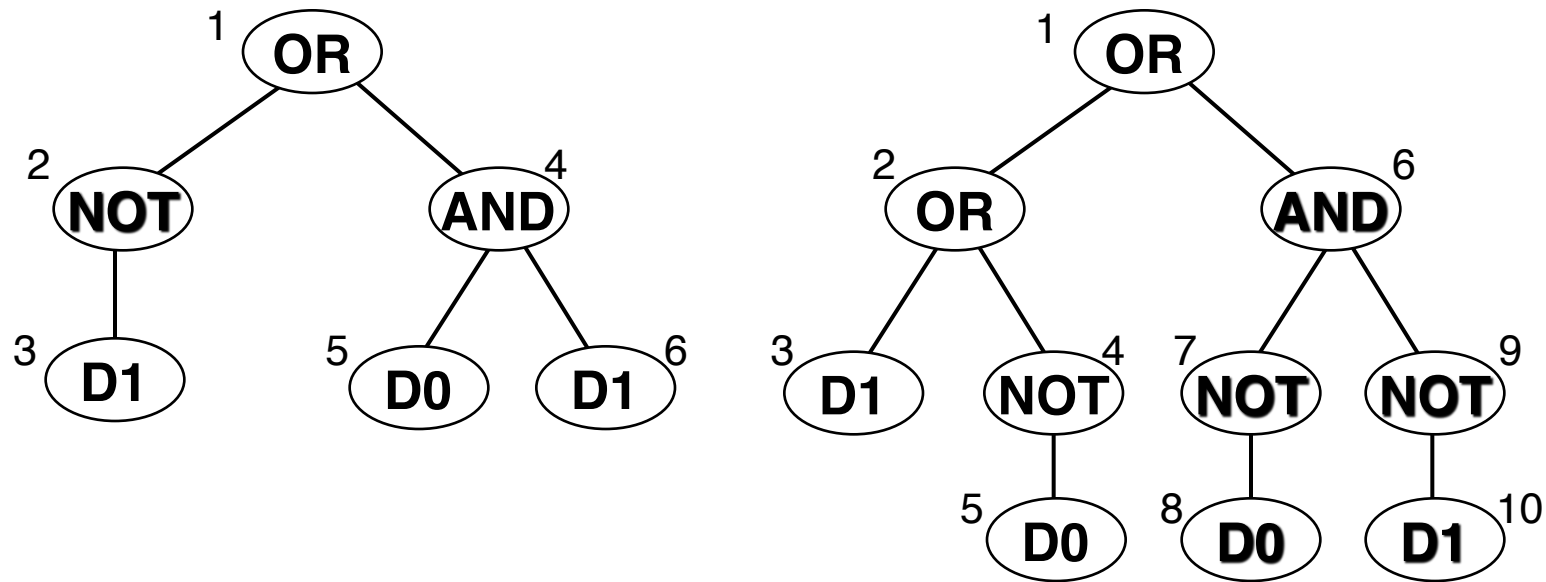 1 OR 1 OR
2 NOT 4 AND 2 OR 6 AND
3 D1 5 D0 6 D1 3 D1 4 NOT 7 NOT 9 NOT
5 D0 8 D0 10 D1